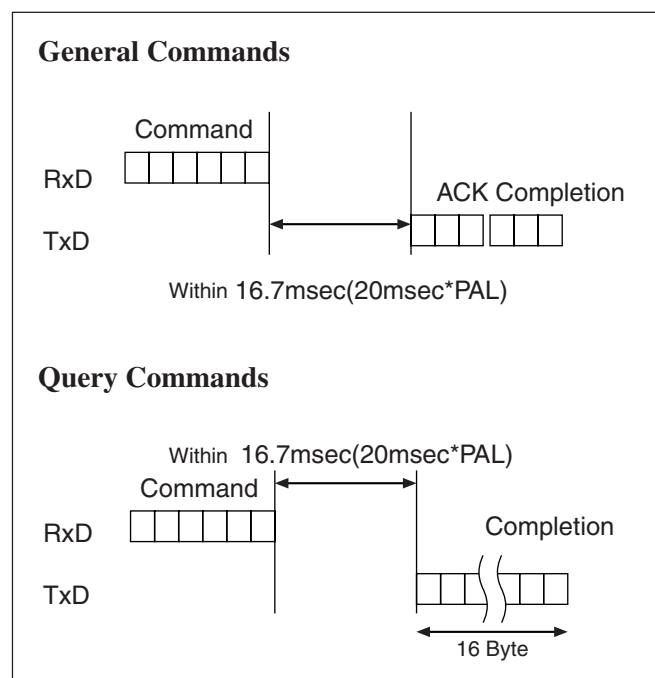 General Commands
Command
RxD
ACK Completion
TxD
Within 16.7msec(20msec*PAL)
Query Commands
Within 16.7msec(20msec*PAL)
Command
RxD
Completion
TxD
16 Byte